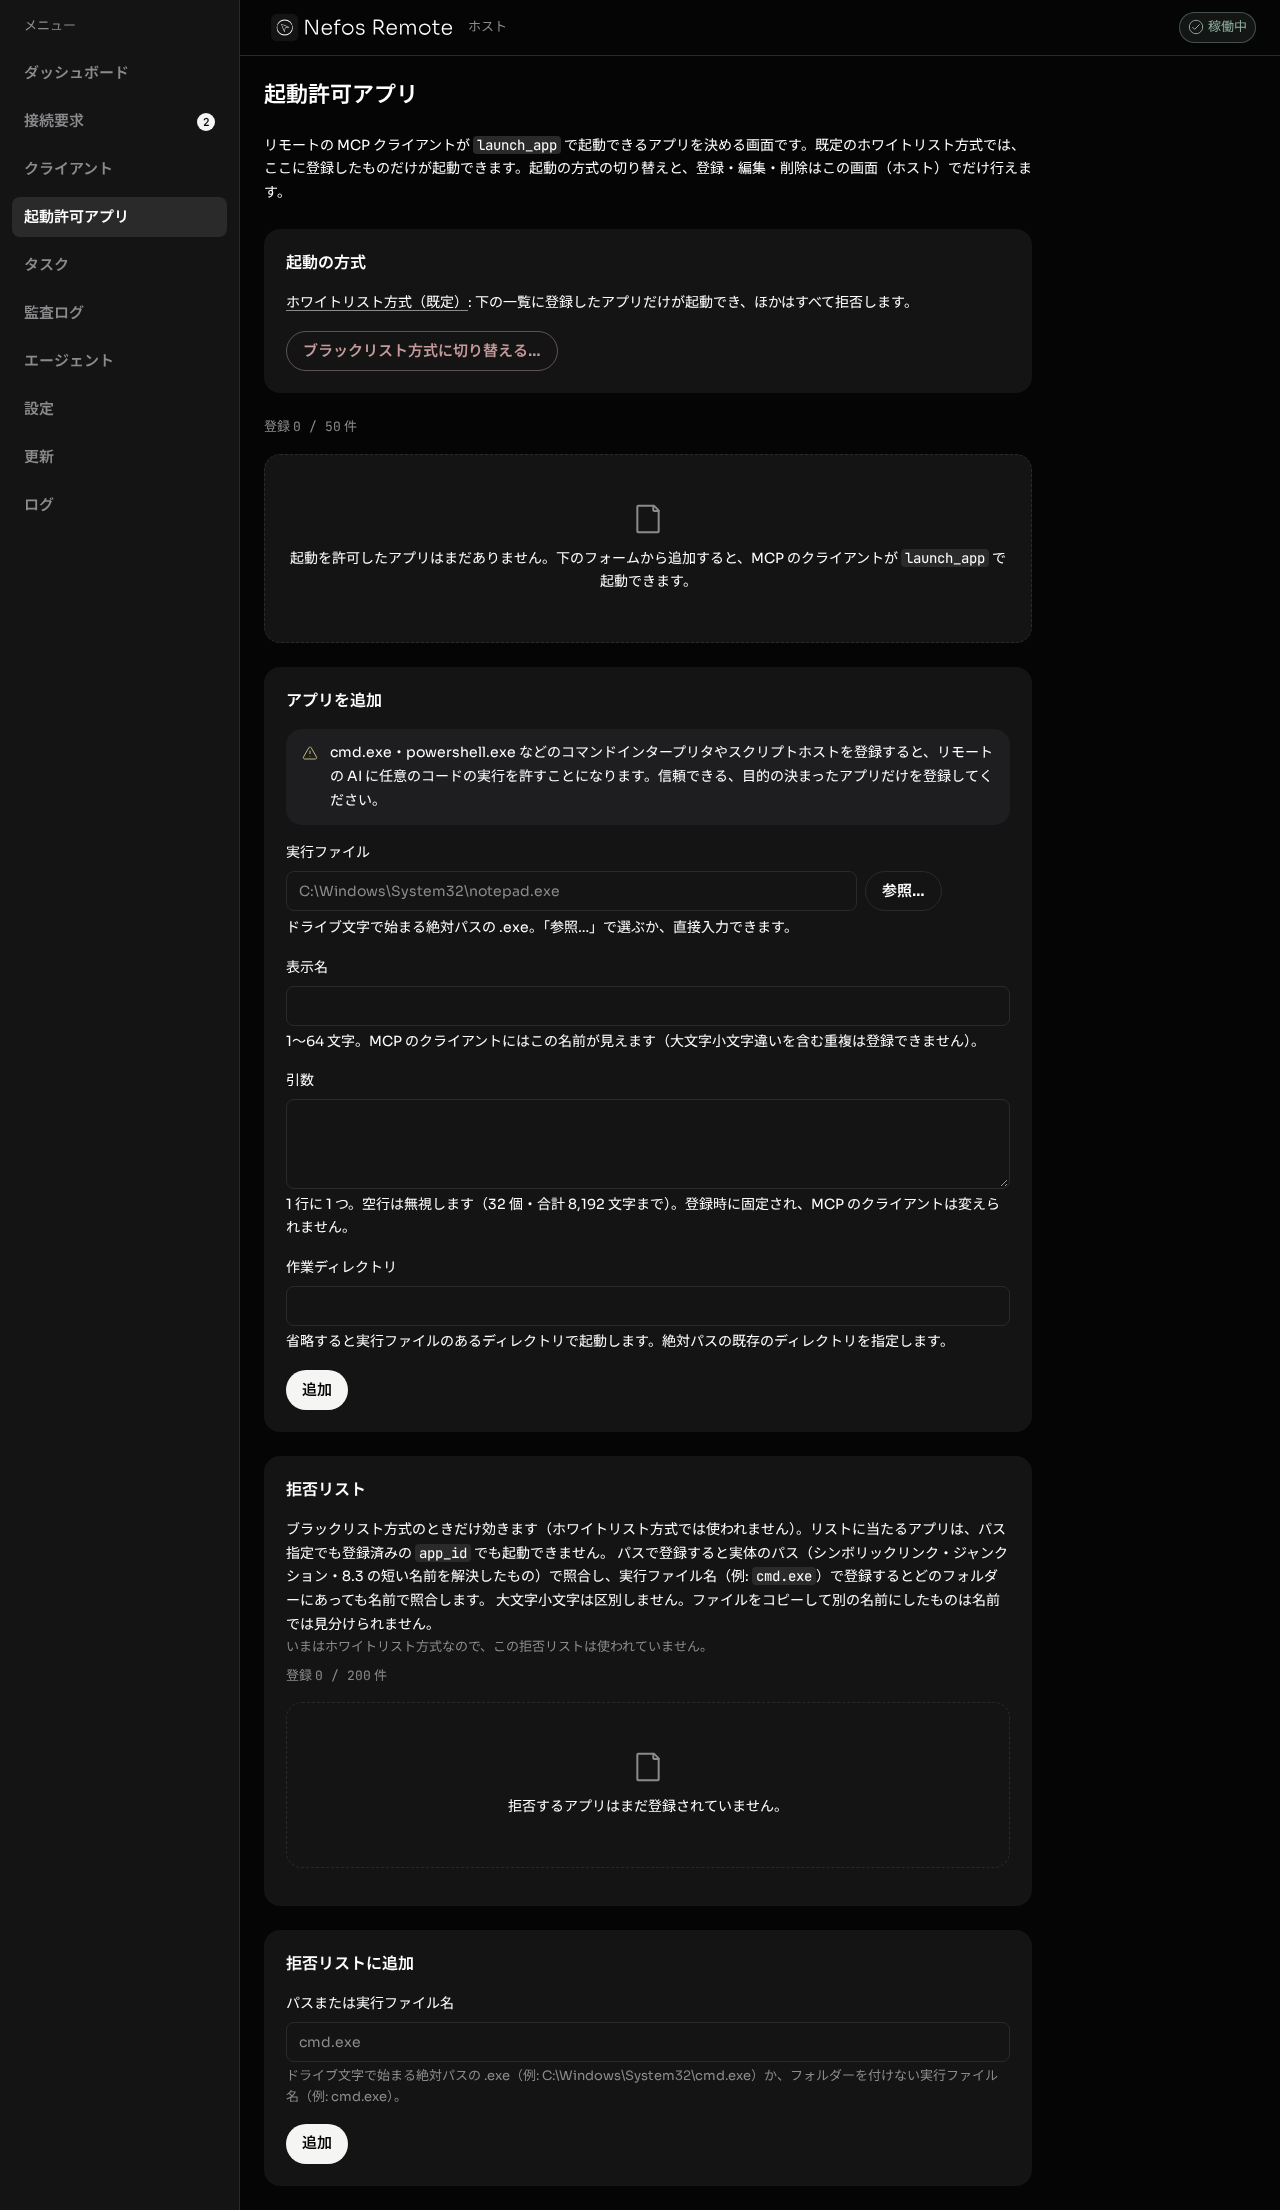 メニュー
ダッシュボード
接続要求 2
クライアント
起動許可アプリ
タスク
監査ログ
エージェント
設定
更新
ログ
Nefos Remote ホスト
稼働中
起動許可アプリ
リモートの MCP クライアントが launch_app で起動できるアプリを決める画面です。既定のホワイトリスト方式では、
ここに登録したものだけが起動できます。起動の方式の切り替えと、登録・編集・削除はこの画面（ホスト）でだけ行えま
す。
起動の方式
ホワイトリスト方式（既定）: 下の一覧に登録したアプリだけが起動でき、ほかはすべて拒否します。
ブラックリスト方式に切り替える...
登録 0 / 50 件
起動を許可したアプリはまだありません。下のフォームから追加すると、MCP のクライアントが launch_app で
起動できます。
アプリを追加
cmd.exe・powershell.exe などのコマンドインタープリタやスクリプトホストを登録すると、リモート
の AI に任意のコードの実行を許すことになります。信頼できる、目的の決まったアプリだけを登録してく
ださい。
実行ファイル
C:\Windows\System32\notepad.exe
参照...
ドライブ文字で始まる絶対パスの .exe。「参照...」で選ぶか、直接入力できます。
表示名
1〜64 文字。MCP のクライアントにはこの名前が見えます（大文字小文字違いを含む重複は登録できません）。
引数
1 行に 1 つ。空行は無視します（32 個・合計 8,192 文字まで）。登録時に固定され、MCP のクライアントは変えら
れません。
作業ディレクトリ
省略すると実行ファイルのあるディレクトリで起動します。絶対パスの既存のディレクトリを指定します。
追加
拒否リスト
ブラックリスト方式のときだけ効きます（ホワイトリスト方式では使われません）。リストに当たるアプリは、パス
指定でも登録済みの app_id でも起動できません。 パスで登録すると実体のパス（シンボリックリンク・ジャンク
ション・8.3 の短い名前を解決したもの）で照合し、実行ファイル名（例: cmd.exe ）で登録するとどのフォルダ
ーにあっても名前で照合します。 大文字小文字は区別しません。ファイルをコピーして別の名前にしたものは名前
では見分けられません。
いまはホワイトリスト方式なので、この拒否リストは使われていません。
登録 0 / 200 件
拒否するアプリはまだ登録されていません。
拒否リストに追加
パスまたは実行ファイル名
cmd.exe
ドライブ文字で始まる絶対パスの .exe（例: C:\Windows\System32\cmd.exe）か、フォルダーを付けない実行ファイル
名（例: cmd.exe）。
追加